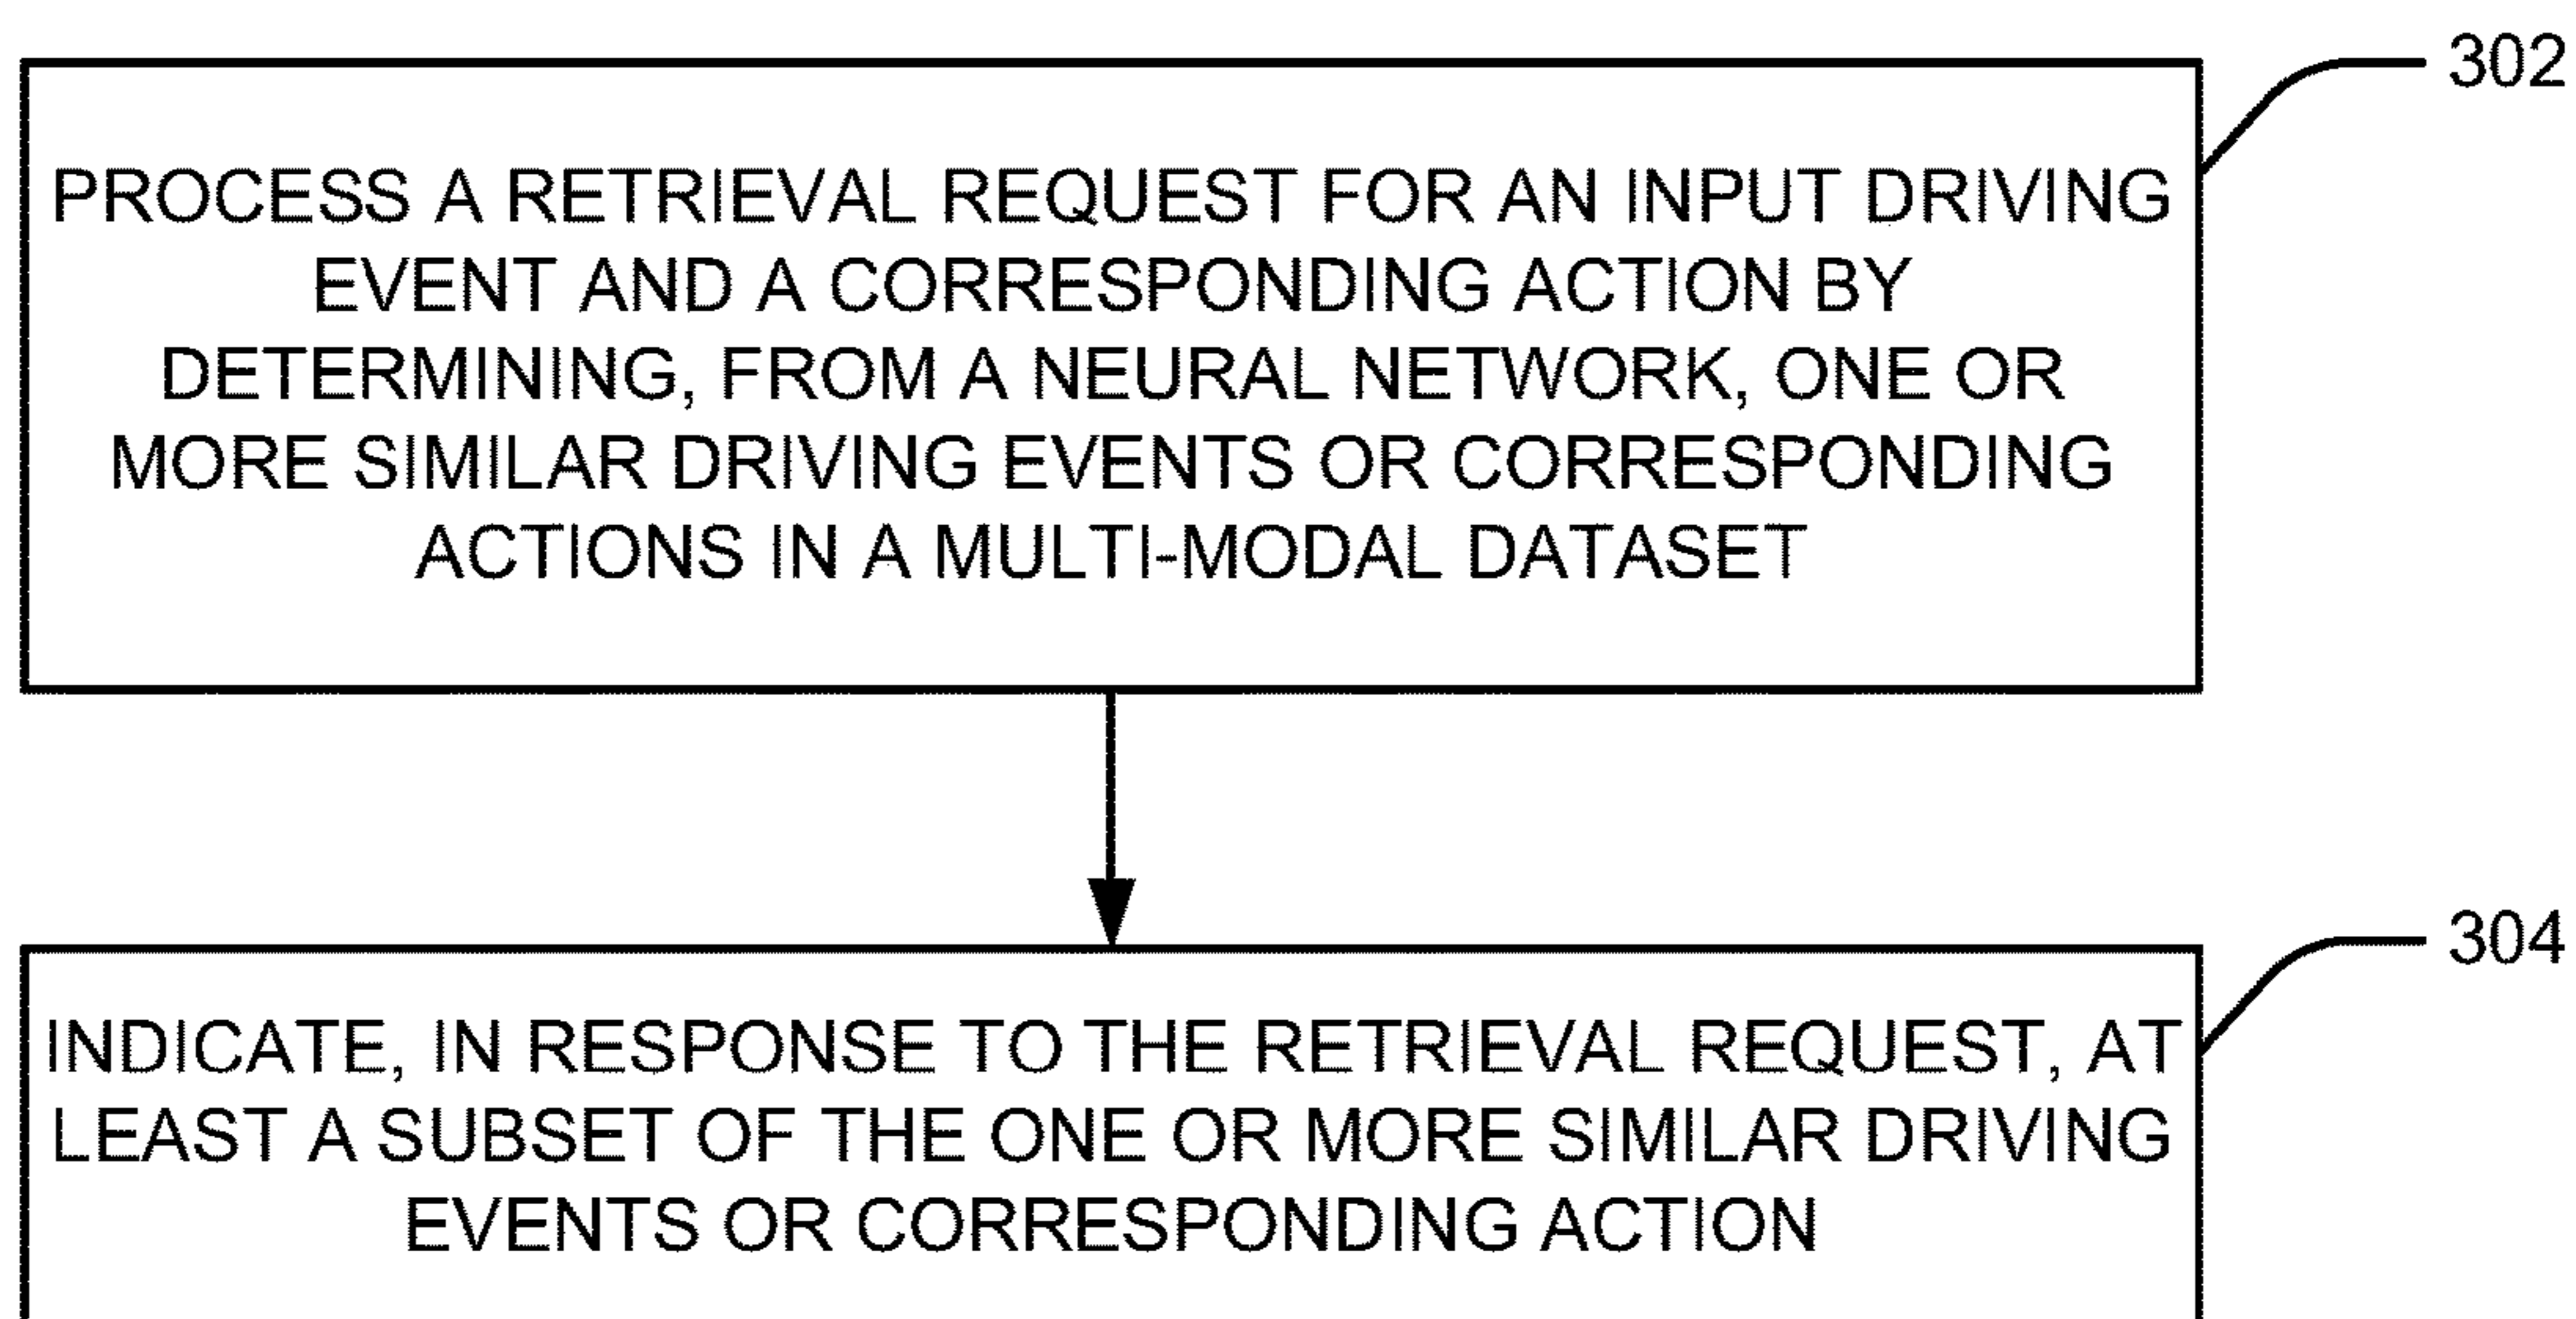 302
PROCESS A RETRIEVAL REQUEST FOR AN INPUT DRIVING
EVENT AND A CORRESPONDING ACTION BY
DETERMINING, FROM A NEURAL NETWORK, ONE OR
MORE SIMILAR DRIVING EVENTS OR CORRESPONDING
ACTIONS IN A MULTI-MODAL DATASET
304
INDICATE, IN RESPONSE TO THE RETRIEVAL REQUEST, AT
LEAST A SUBSET OF THE ONE OR MORE SIMILAR DRIVING
EVENTS OR CORRESPONDING ACTION